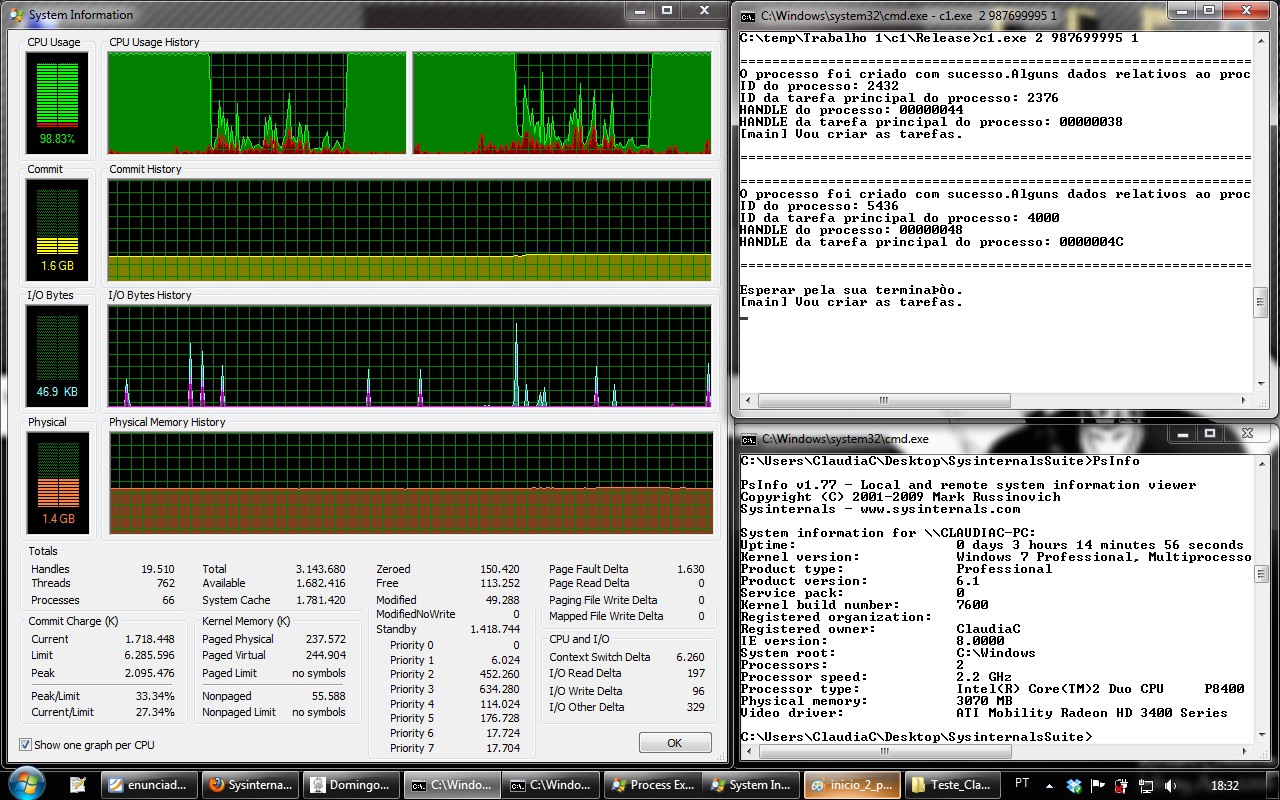 System Information
CPU Usage
CPU Usage History
98.83%
Commit
Commit History
1.6 GB
I/O Bytes
I/O Bytes History
46.9 KB
Physical
Physical Memory History
1.4 GB
Totals
Handles 19.510
Threads 762
Processes 66
Commit Charge (K)
Current 1.718.448
Limit 6.285.596
Peak 2.095.476
Peak/Limit 33.34%
Current/Limit 27.34%
Physical Memory (K)
Total 3.143.680
Available 1.682.416
System Cache 1.781.420
Kernel Memory (K)
Paged Physical 237.572
Paged Virtual 244.904
Paged Limit no symbols
Nonpaged 55.588
Nonpaged Limit no symbols
Zeroed 150.420
Free 113.252
Modified 49.288
ModifiedNoWrite 0
Standby 1.418.744
Priority 0 0
Priority 1 6.024
Priority 2 452.260
Priority 3 634.280
Priority 4 114.024
Priority 5 176.728
Priority 6 17.724
Priority 7 17.704
Page Fault Delta 1.630
Page Read Delta 0
Paging File Write Delta 0
Mapped File Write Delta 0
CPU and I/O
Context Switch Delta 6.260
I/O Read Delta 197
I/O Write Delta 96
I/O Other Delta 329
Show one graph per CPU
OK
C:\Windows\system32\cmd.exe - c1.exe 2 987699995 1
C:\temp\Trabalho 1\c1\Release>c1.exe 2 987699995 1
================================================================
O processo foi criado com sucesso.Alguns dados relativos ao proc
ID do processo: 2432
ID da tarefa principal do processo: 2376
HANDLE do processo: 00000044
HANDLE da tarefa principal do processo: 00000038
[main] Vou criar as tarefas.
================================================================
================================================================
O processo foi criado com sucesso.Alguns dados relativos ao proc
ID do processo: 5436
ID da tarefa principal do processo: 4000
HANDLE do processo: 00000048
HANDLE da tarefa principal do processo: 0000004C
================================================================
Esperar pela sua terminaÞòo.
[main] Vou criar as tarefas.
C:\Windows\system32\cmd.exe
C:\Users\ClaudiaC\Desktop\SysinternalsSuite>PsInfo
PsInfo v1.77 - Local and remote system information viewer
Copyright (C) 2001-2009 Mark Russinovich
Sysinternals - www.sysinternals.com
System information for \\CLAUDIAC-PC:
Uptime: 0 days 3 hours 14 minutes 56 seconds
Kernel version: Windows 7 Professional, Multiprocesso
Product type: Professional
Product version: 6.1
Service pack: 0
Kernel build number: 7600
Registered organization:
Registered owner: ClaudiaC
IE version: 8.0000
System root: C:\Windows
Processors: 2
Processor speed: 2.2 GHz
Processor type: Intel(R) Core(TM)2 Duo CPU P8400
Physical memory: 3070 MB
Video driver: ATI Mobility Radeon HD 3400 Series
C:\Users\ClaudiaC\Desktop\SysinternalsSuite>
enunciad... Sysinterna... Domingo... C:\Windo... C:\Windo... Process Ex... System In... inicio_2_p... Teste_Cla... PT 18:32